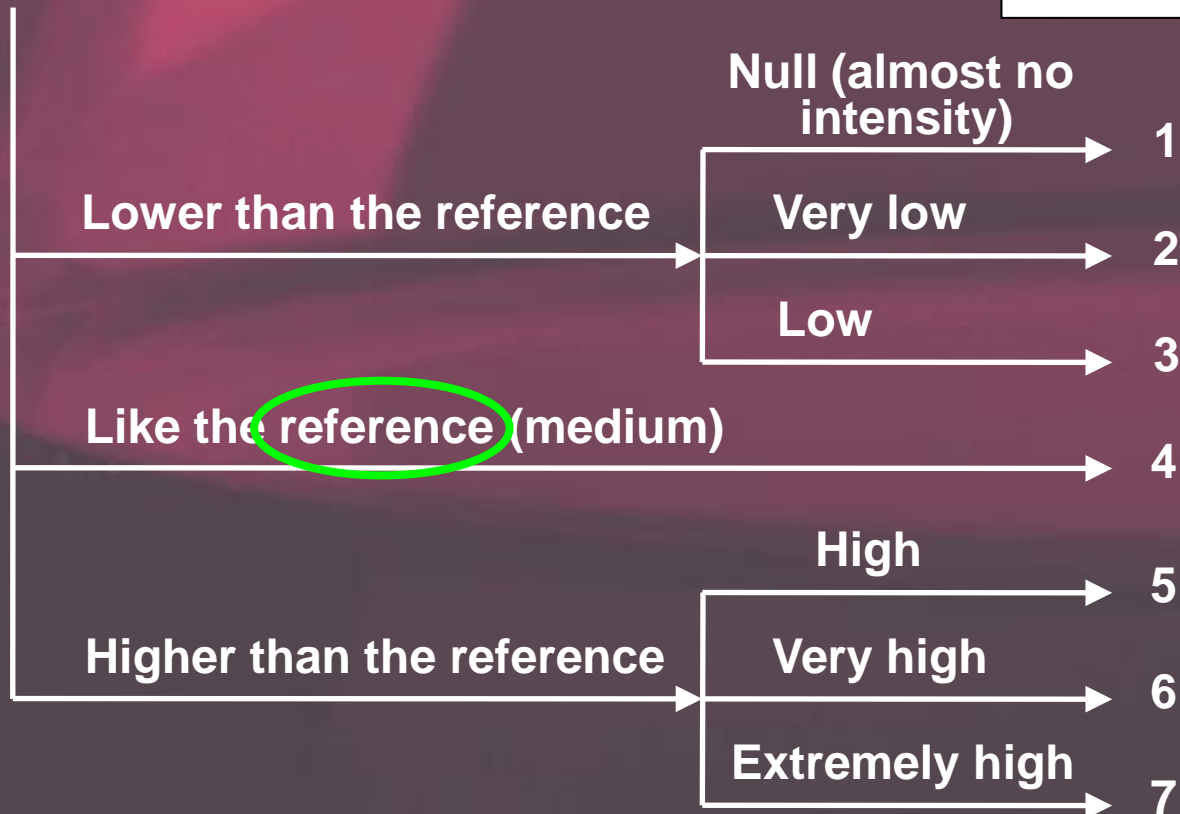 Null (almost no
intensity)
1
Lower than the reference
Very low
2
Low
3
Like the reference (medium)
4
High
5
Higher than the reference
Very high
6
Extremely high
7